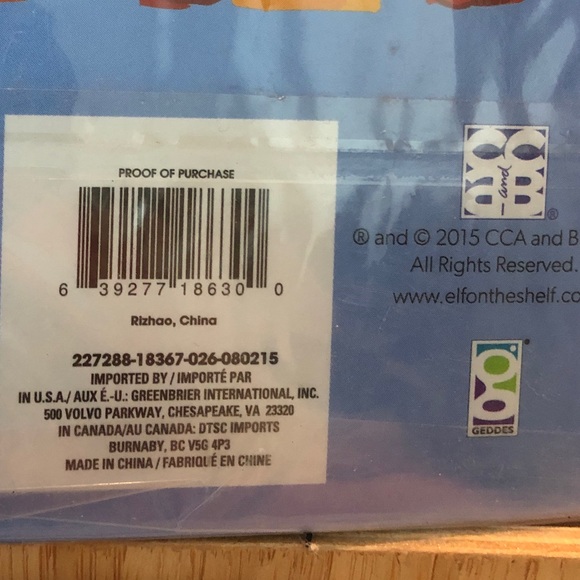 PROOF OF PURCHASE
6 39277 18630 0
Rizhao, China
227288-18367-026-080215
IMPORTED BY / IMPORTÉ PAR
IN U.S.A./ AUX É.-U.: GREENBRIER INTERNATIONAL, INC.
500 VOLVO PARKWAY, CHESAPEAKE, VA 23320
IN CANADA/AU CANADA: DTSC IMPORTS
BURNABY, BC V5G 4P3
MADE IN CHINA / FABRIQUÉ EN CHINE
and
®
® and © 2015 CCA and B
All Rights Reserved.
www.elfontheshelf.co
GEDDES